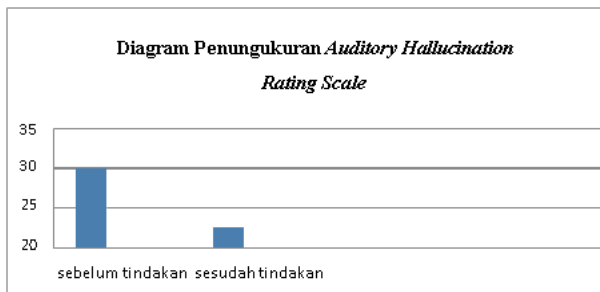 Diagram Penungukuran Auditory Hallucination
Rating Scale
35
30
25
20
sebelum tindakan sesudah tindakan